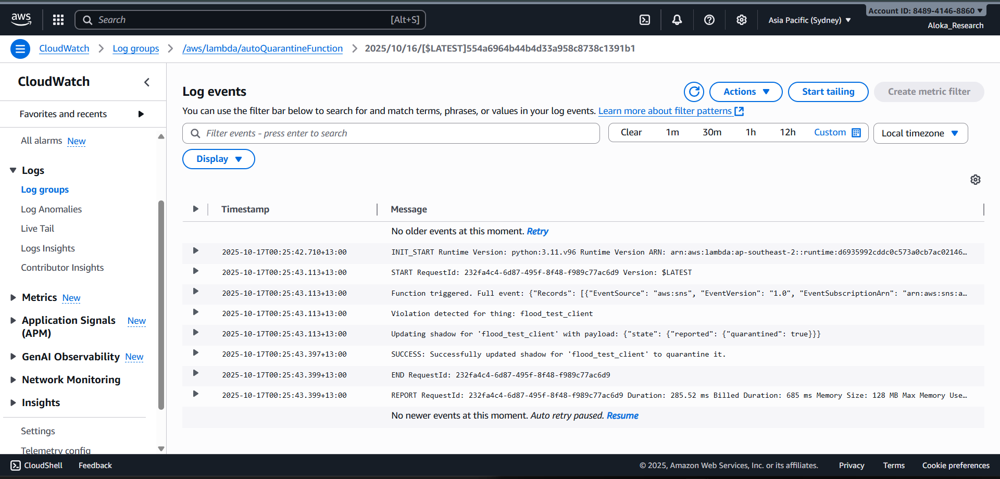 aws
Search
[Alt+S]
Asia Pacific (Sydney)
Account ID: 8489-4146-8860
Aloka_Research
CloudWatch
Log groups
/aws/lambda/autoQuarantineFunction
2025/10/16/[$LATEST]554a6964b44b4d33a958c8738c1391b1
CloudWatch
Favorites and recents
All alarms New
Logs
Log groups
Log Anomalies
Live Tail
Logs Insights
Contributor Insights
Metrics New
Application Signals New
(APM)
GenAI Observability New
Network Monitoring
Insights
Settings
Telemetry config
Log events
Actions
Start tailing
Create metric filter
You can use the filter bar below to search for and match terms, phrases, or values in your log events. Learn more about filter patterns
Filter events - press enter to search
Clear 1m 30m 1h 12h Custom
Local timezone
Display
Timestamp Message
No older events at this moment. Retry
2025-10-17T00:25:42.710+13:00 INIT_START Runtime Version: python:3.11.v96 Runtime Version ARN: arn:aws:lambda:ap-southeast-2::runtime:d6935992cddc0c573a0cb7ac02146…
2025-10-17T00:25:43.113+13:00 START RequestId: 232fa4c4-6d87-495f-8f48-f989c77ac6d9 Version: $LATEST
2025-10-17T00:25:43.113+13:00 Function triggered. Full event: {"Records": [{"EventSource": "aws:sns", "EventVersion": "1.0", "EventSubscriptionArn": "arn:aws:sns:a…
2025-10-17T00:25:43.113+13:00 Violation detected for thing: flood_test_client
2025-10-17T00:25:43.113+13:00 Updating shadow for 'flood_test_client' with payload: {"state": {"reported": {"quarantined": true}}}
2025-10-17T00:25:43.397+13:00 SUCCESS: Successfully updated shadow for 'flood_test_client' to quarantine it.
2025-10-17T00:25:43.399+13:00 END RequestId: 232fa4c4-6d87-495f-8f48-f989c77ac6d9
2025-10-17T00:25:43.399+13:00 REPORT RequestId: 232fa4c4-6d87-495f-8f48-f989c77ac6d9 Duration: 285.52 ms Billed Duration: 685 ms Memory Size: 128 MB Max Memory Use…
No newer events at this moment. Auto retry paused. Resume
CloudShell Feedback
© 2025, Amazon Web Services, Inc. or its affiliates. Privacy Terms Cookie preferences